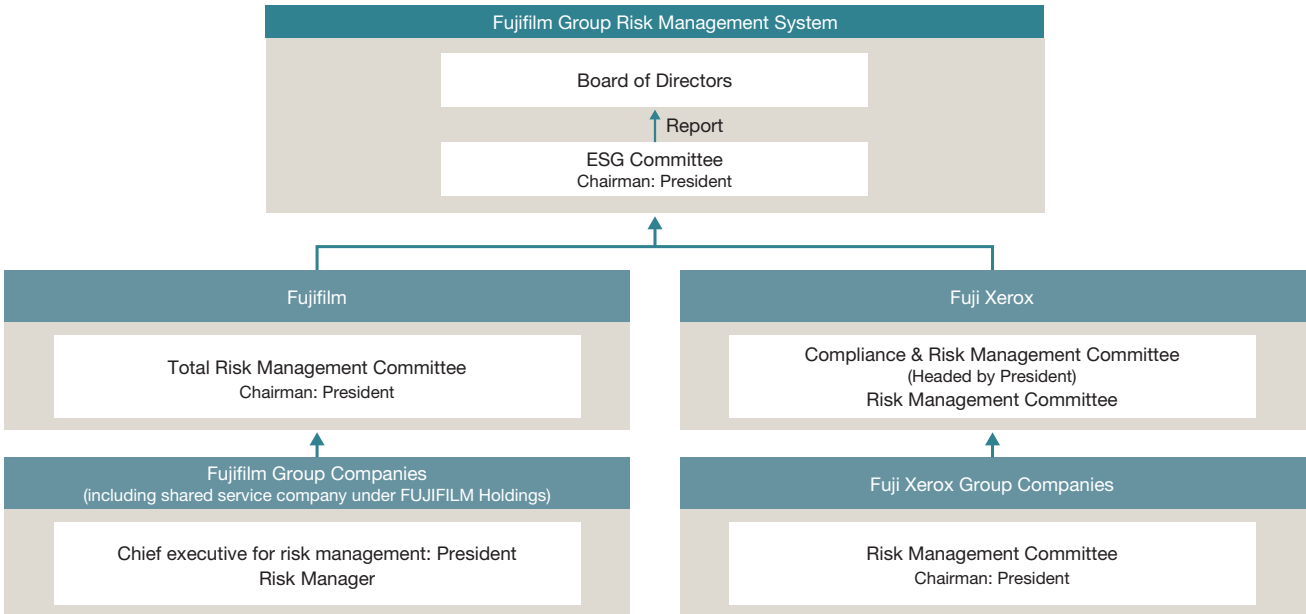 Fujifilm Group Risk Management System
Board of Directors
Report
ESG Committee
Chairman: President
Fujifilm
Total Risk Management Committee
Chairman: President
Fujifilm Group Companies
(including shared service company under FUJIFILM Holdings)
Chief executive for risk management: President
Risk Manager
Fuji Xerox
Compliance & Risk Management Committee
(Headed by President)
Risk Management Committee
Fuji Xerox Group Companies
Risk Management Committee
Chairman: President